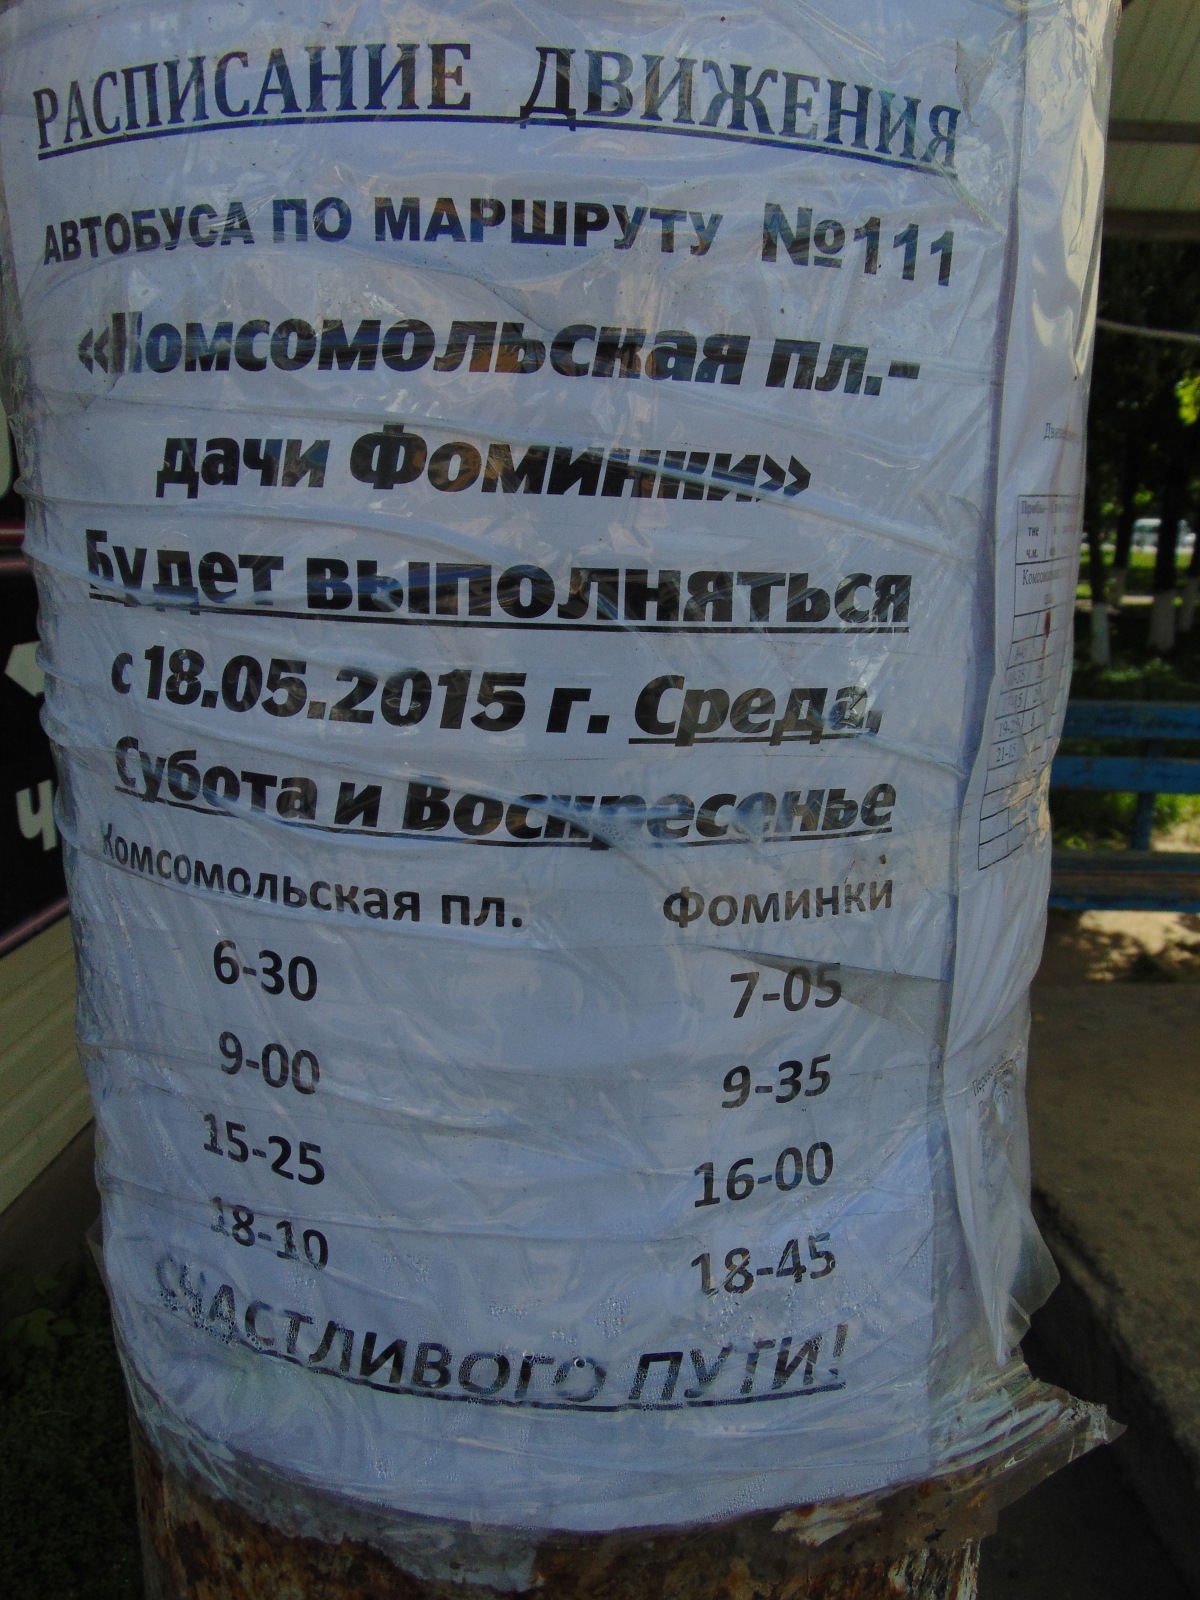 РАСПИСАНИЕ ДВИЖЕНИЯ
АВТОБУСА ПО МАРШРУТУ №111
«Комсомольская пл.-
дачи Фоминки»
Будет выполняться
с 18.05.2015 г. Среда,
Субота и Воскресенье
Комсомольская пл. Фоминки
6-30 7-05
9-00 9-35
15-25 16-00
18-10 18-45
СЧАСТЛИВОГО ПУТИ!